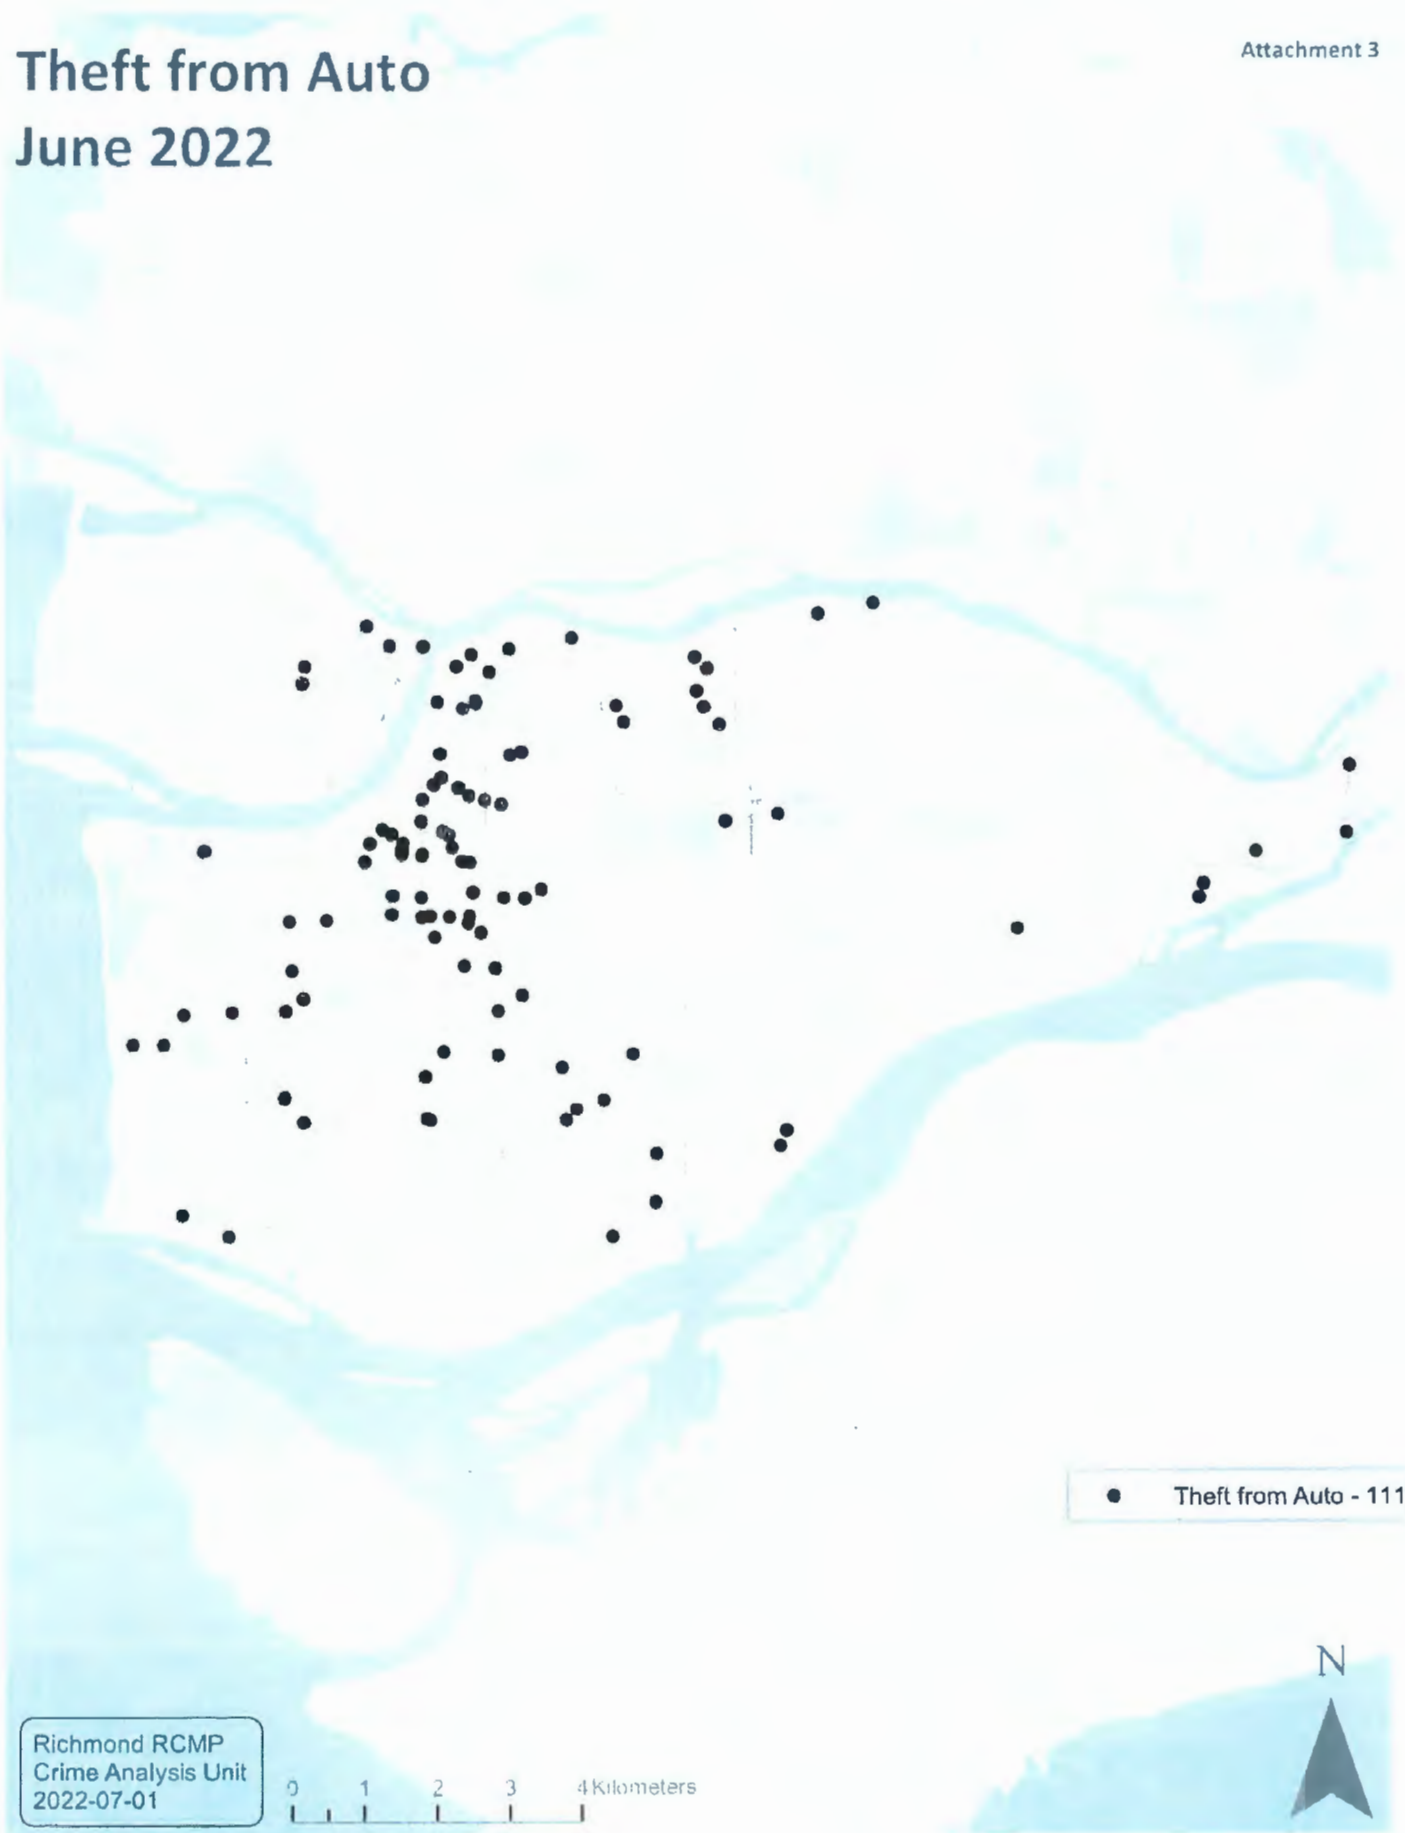 Attachment 3
Theft from Auto
June 2022
Theft from Auto - 111
N
Richmond RCMP
Crime Analysis Unit
2022-07-01
0 1 2 3 4 Kilometers